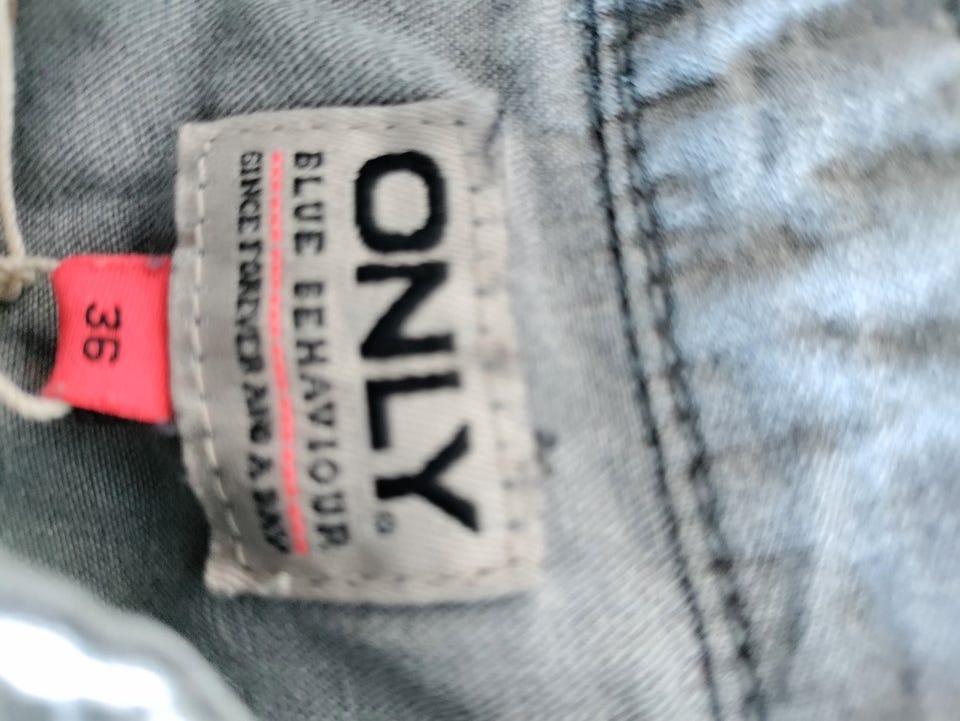 ONLY®
BLUE BEHAVIOUR
SINCE FOREVER AND A DAY
36